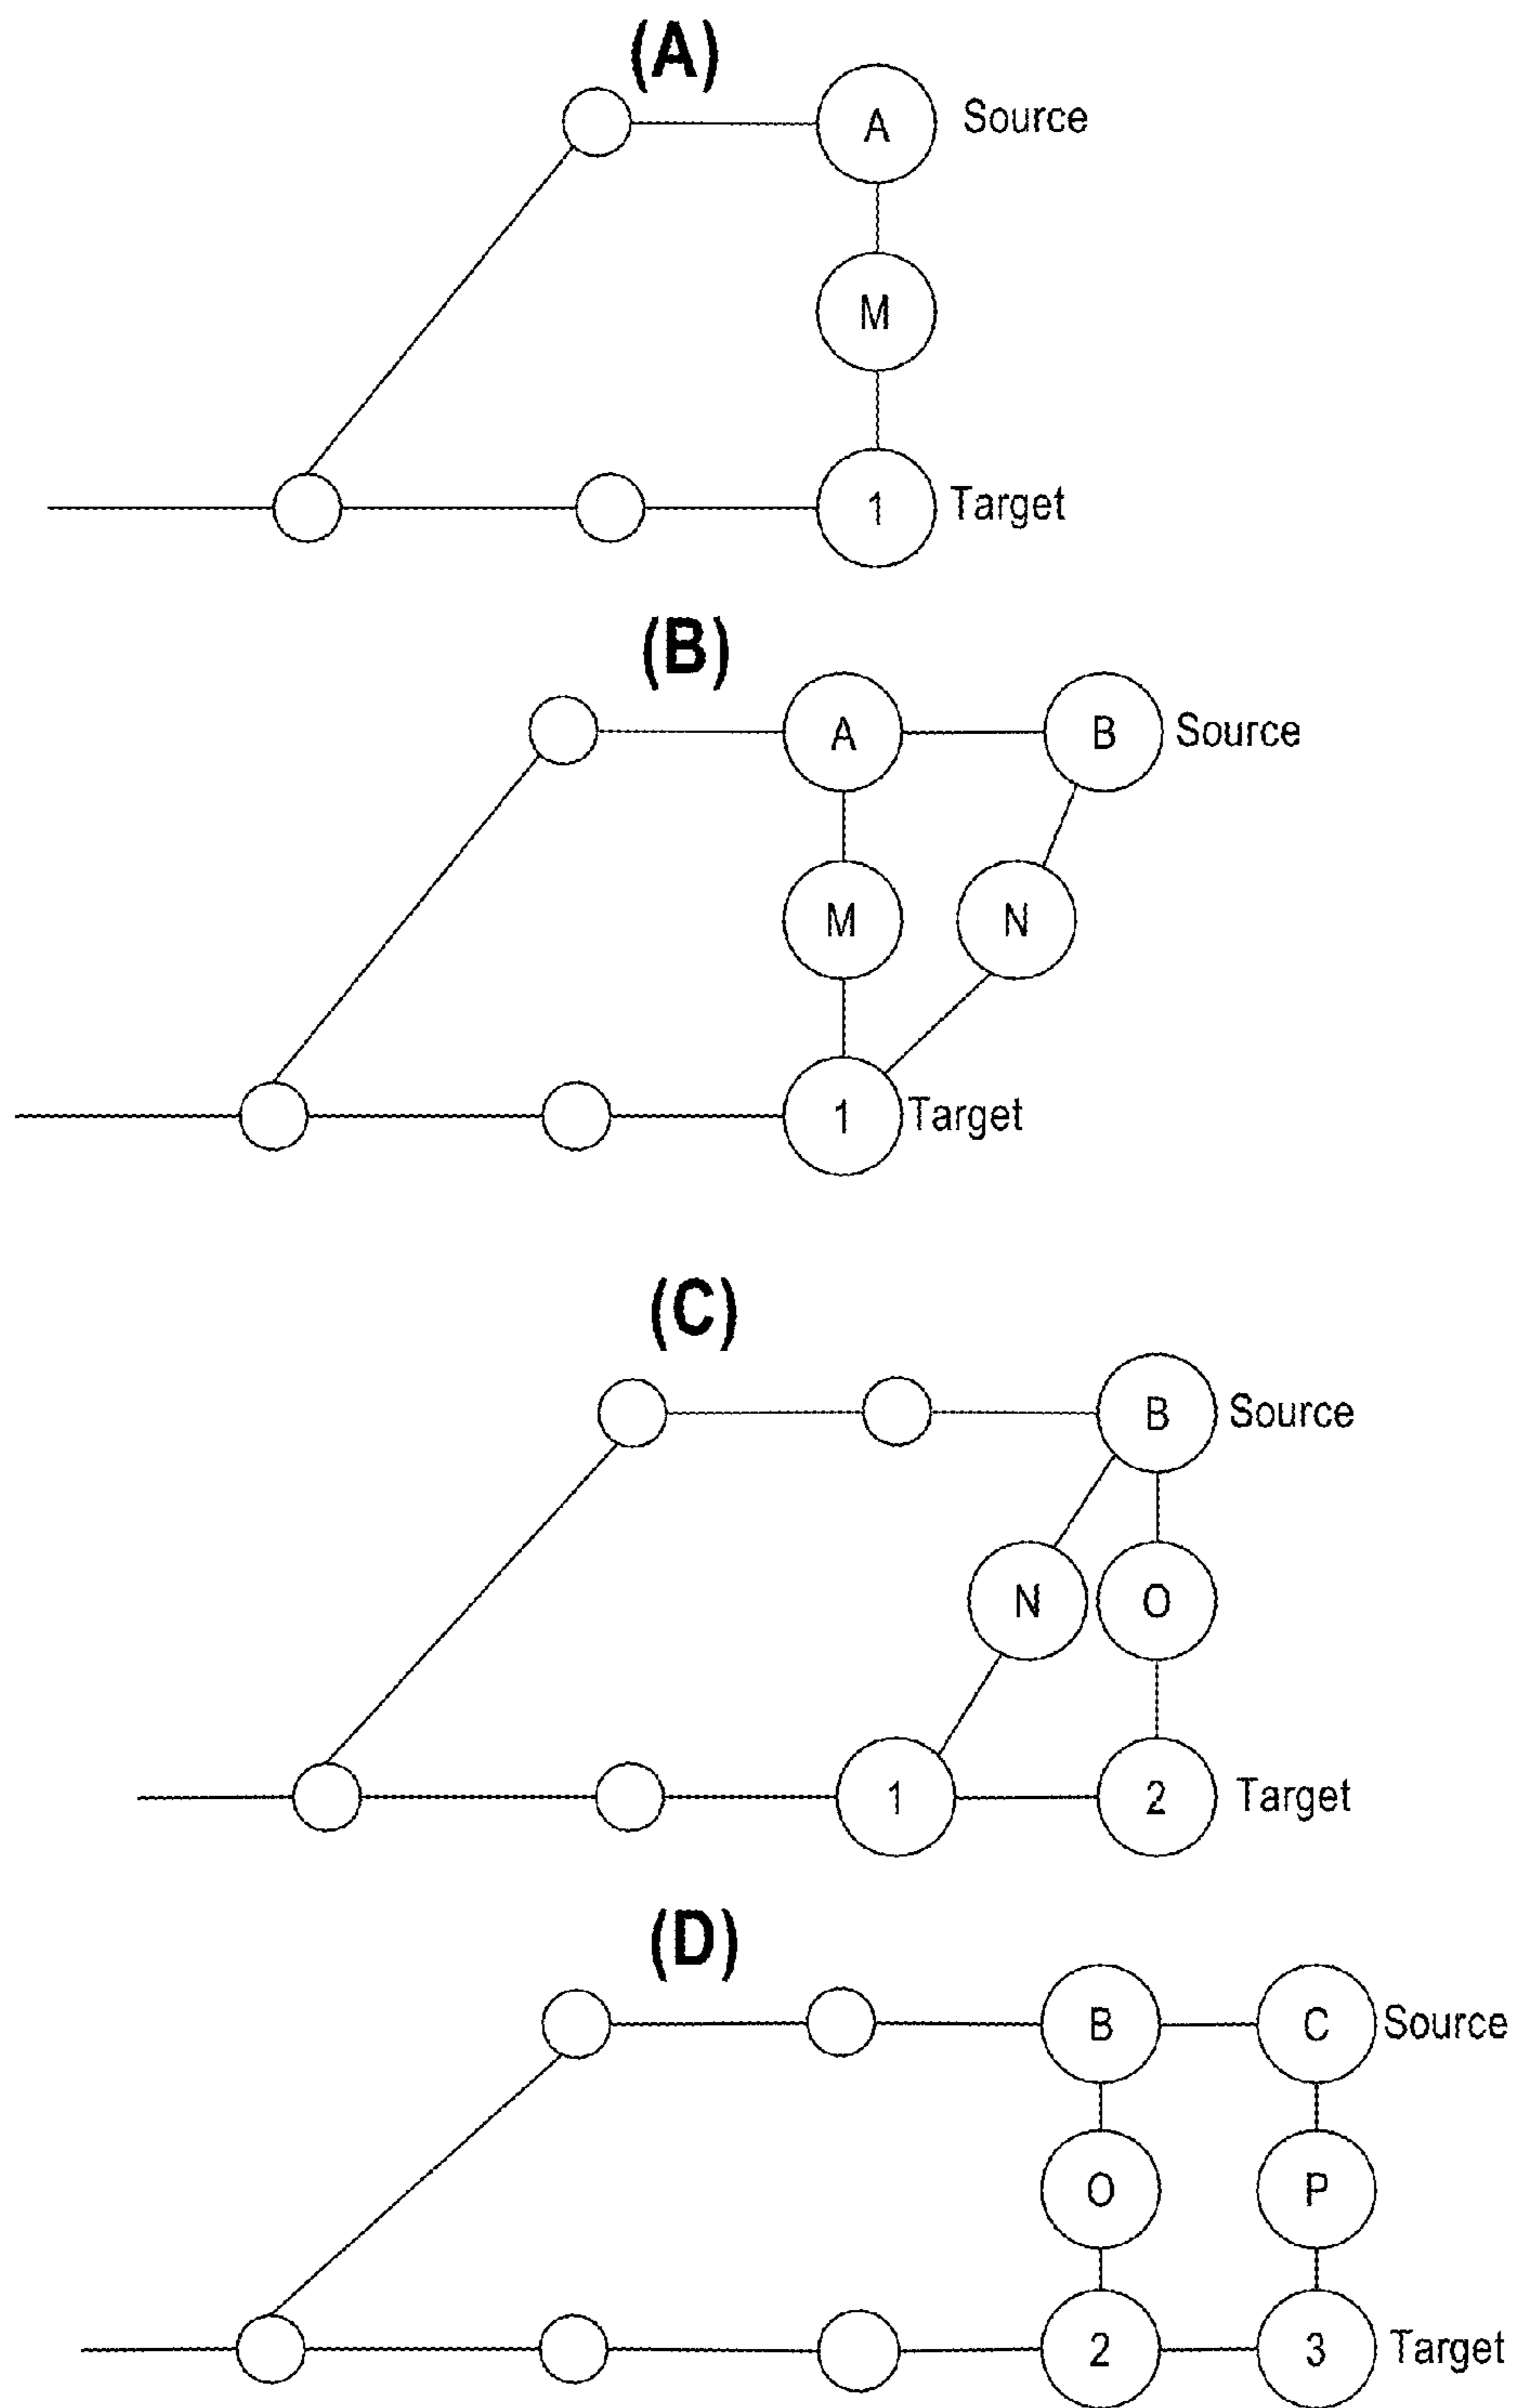 (A)
A Source
M
1 Target
(B)
A B Source
M N
1 Target
(C)
B Source
N O
1 2 Target
(D)
B C Source
O P
2 3 Target